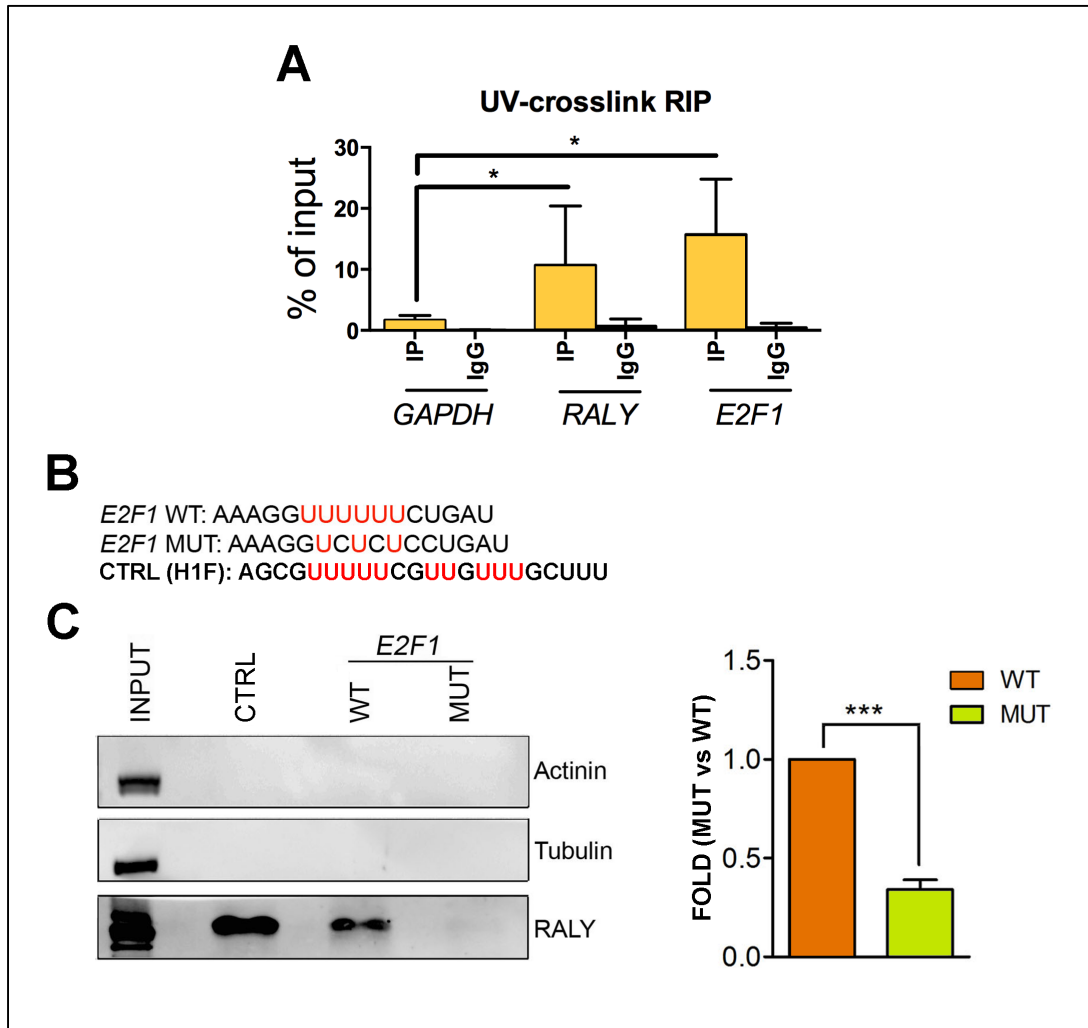 A
UV-crosslink RIP
% of input
30
20
10
0
*
*
IP
IgG
IP
IgG
IP
IgG
GAPDH
RALY
E2F1
B
E2F1 WT: AAAGGUUUUUUCUGAU
E2F1 MUT: AAAGGUCUCUCCUGAU
CTRL (H1F): AGCGUUUUUCGUUGUUUGCUUU
C
INPUT
CTRL
E2F1
WT
MUT
Actinin
Tubulin
RALY
FOLD (MUT vs WT)
1.5
1.0
0.5
0.0
***
WT
MUT